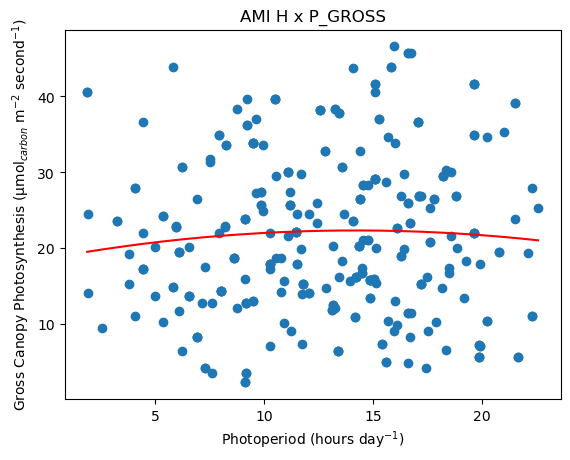 AMI H x P_GROSS
Gross Canopy Photosynthesis (μmol$_{carbon}$ m$^{-2}$ second$^{-1}$)
40
30
20
10
5 10 15 20
Photoperiod (hours day$^{-1}$)